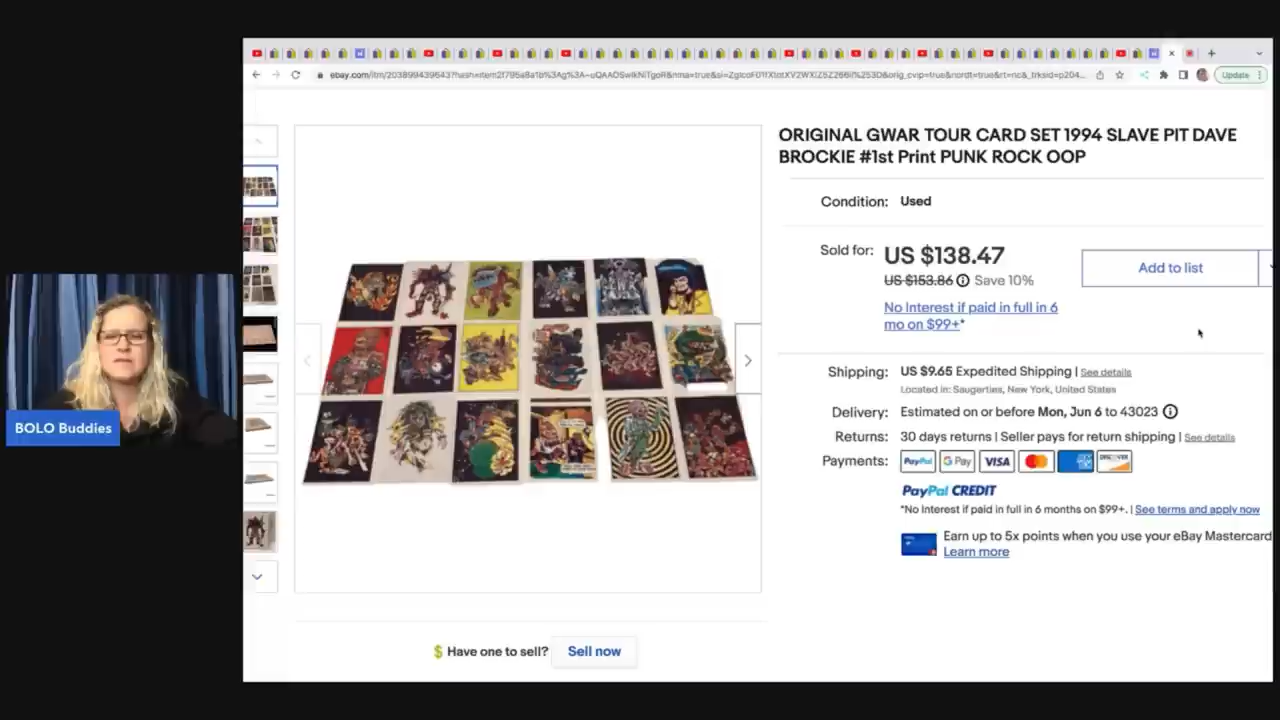 Update
ORIGINAL GWAR TOUR CARD SET 1994 SLAVE PIT DAVE
BROCKIE #1st Print PUNK ROCK OOP
Condition: Used
Sold for: US $138.47
US $153.86 Save 10%
Add to list
No Interest if paid in full in 6
mo on $99+*
Shipping: US $9.65 Expedited Shipping | See details
Located in: Saugerties, New York, United States
Delivery: Estimated on or before Mon, Jun 6 to 43023
Returns: 30 days returns | Seller pays for return shipping | See details
Payments: PayPal G Pay VISA MasterCard DISCOVER
PayPal CREDIT
*No Interest if paid in full in 6 months on $99+. | See terms and apply now
Earn up to 5x points when you use your eBay Mastercard
Learn more
BOLO Buddies
Have one to sell? Sell now